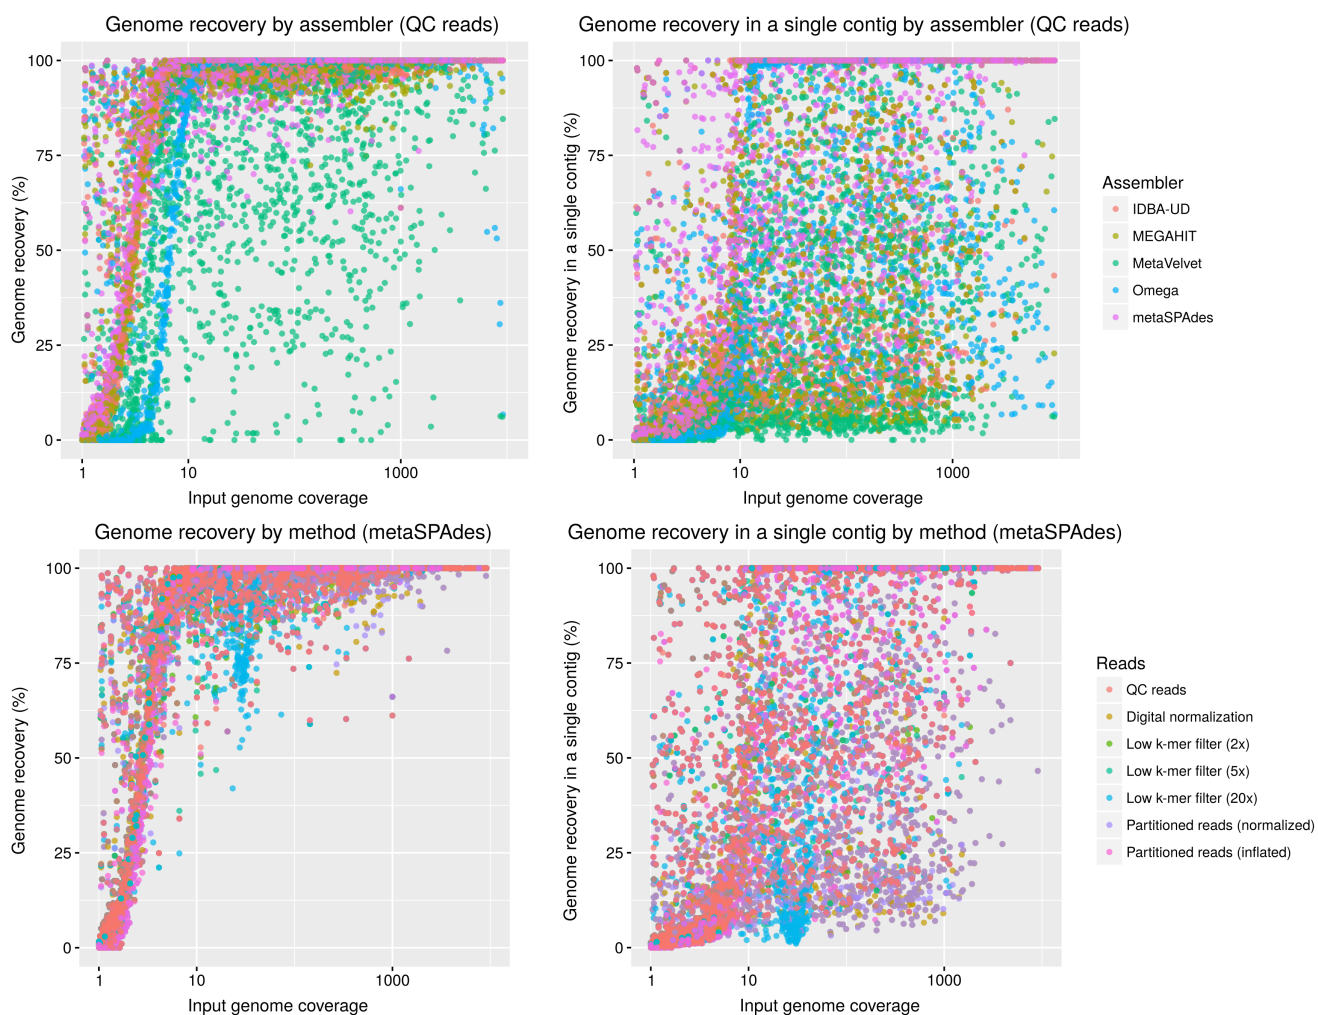 Genome recovery by assembler (QC reads)
Genome recovery (%)
100
75
50
25
0
1
10
1000
Input genome coverage
Genome recovery in a single contig by assembler (QC reads)
Genome recovery in a single contig (%)
100
75
50
25
0
1
10
1000
Input genome coverage
Assembler
IDBA-UD
MEGAHIT
MetaVelvet
Omega
metaSPAdes
Genome recovery by method (metaSPAdes)
Genome recovery (%)
100
75
50
25
0
1
10
1000
Input genome coverage
Genome recovery in a single contig by method (metaSPAdes)
Genome recovery in a single contig (%)
100
75
50
25
0
1
10
1000
Input genome coverage
Reads
QC reads
Digital normalization
Low k-mer filter (2x)
Low k-mer filter (5x)
Low k-mer filter (20x)
Partitioned reads (normalized)
Partitioned reads (inflated)